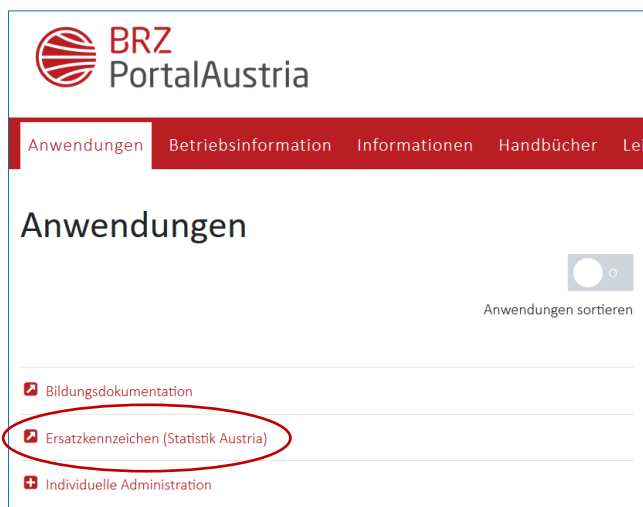 BRZ
PortalAustria
Anwendungen Betriebsinformation Informationen Handbücher
Anwendungen
Anwendungen sortieren
Bildungsdokumentation
Ersatzkennzeichen (Statistik Austria)
Individuelle Administration